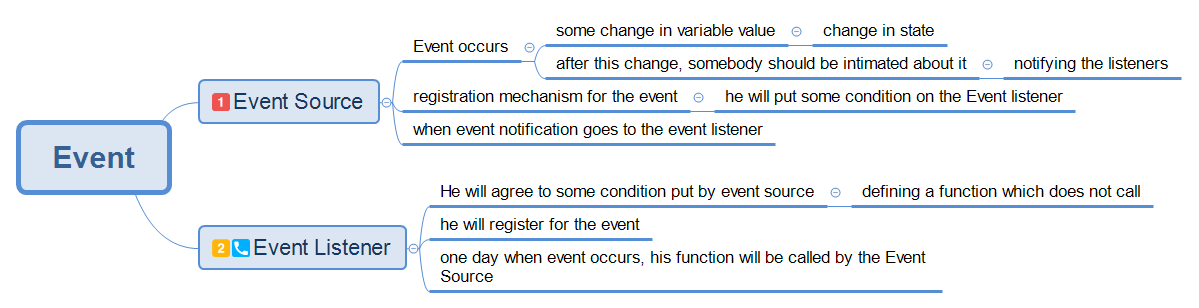 Event
1 Event Source
Event occurs
some change in variable value
change in state
after this change, somebody should be intimated about it
notifying the listeners
registration mechanism for the event
he will put some condition on the Event listener
when event notification goes to the event listener
2 Event Listener
He will agree to some condition put by event source
defining a function which does not call
he will register for the event
one day when event occurs, his function will be called by the Event
Source